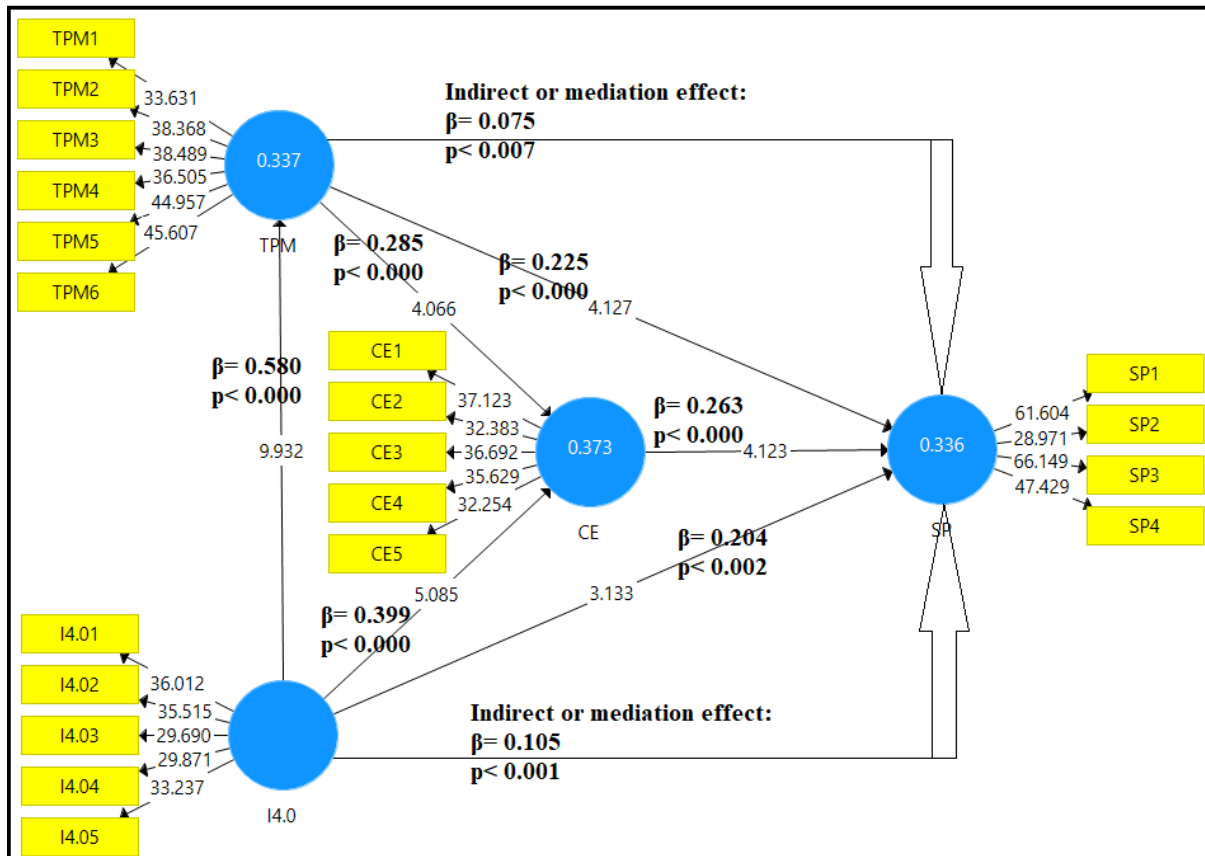 TPM1
TPM2
TPM3
TPM4
TPM5
TPM6
33.631
38.368
38.489
36.505
44.957
45.607
0.337
TPM
Indirect or mediation effect:
β= 0.075
p< 0.007
β= 0.285
p< 0.000
4.066
β= 0.225
p< 0.000
4.127
β= 0.580
p< 0.000
9.932
CE1
CE2
CE3
CE4
CE5
37.123
32.383
36.692
35.629
32.254
0.373
CE
β= 0.263
p< 0.000
4.123
0.336
SP
61.604
28.971
66.149
47.429
SP1
SP2
SP3
SP4
β= 0.204
p< 0.002
3.133
5.085
β= 0.399
p< 0.000
I4.01
I4.02
I4.03
I4.04
I4.05
36.012
35.515
29.690
29.871
33.237
I4.0
Indirect or mediation effect:
β= 0.105
p< 0.001